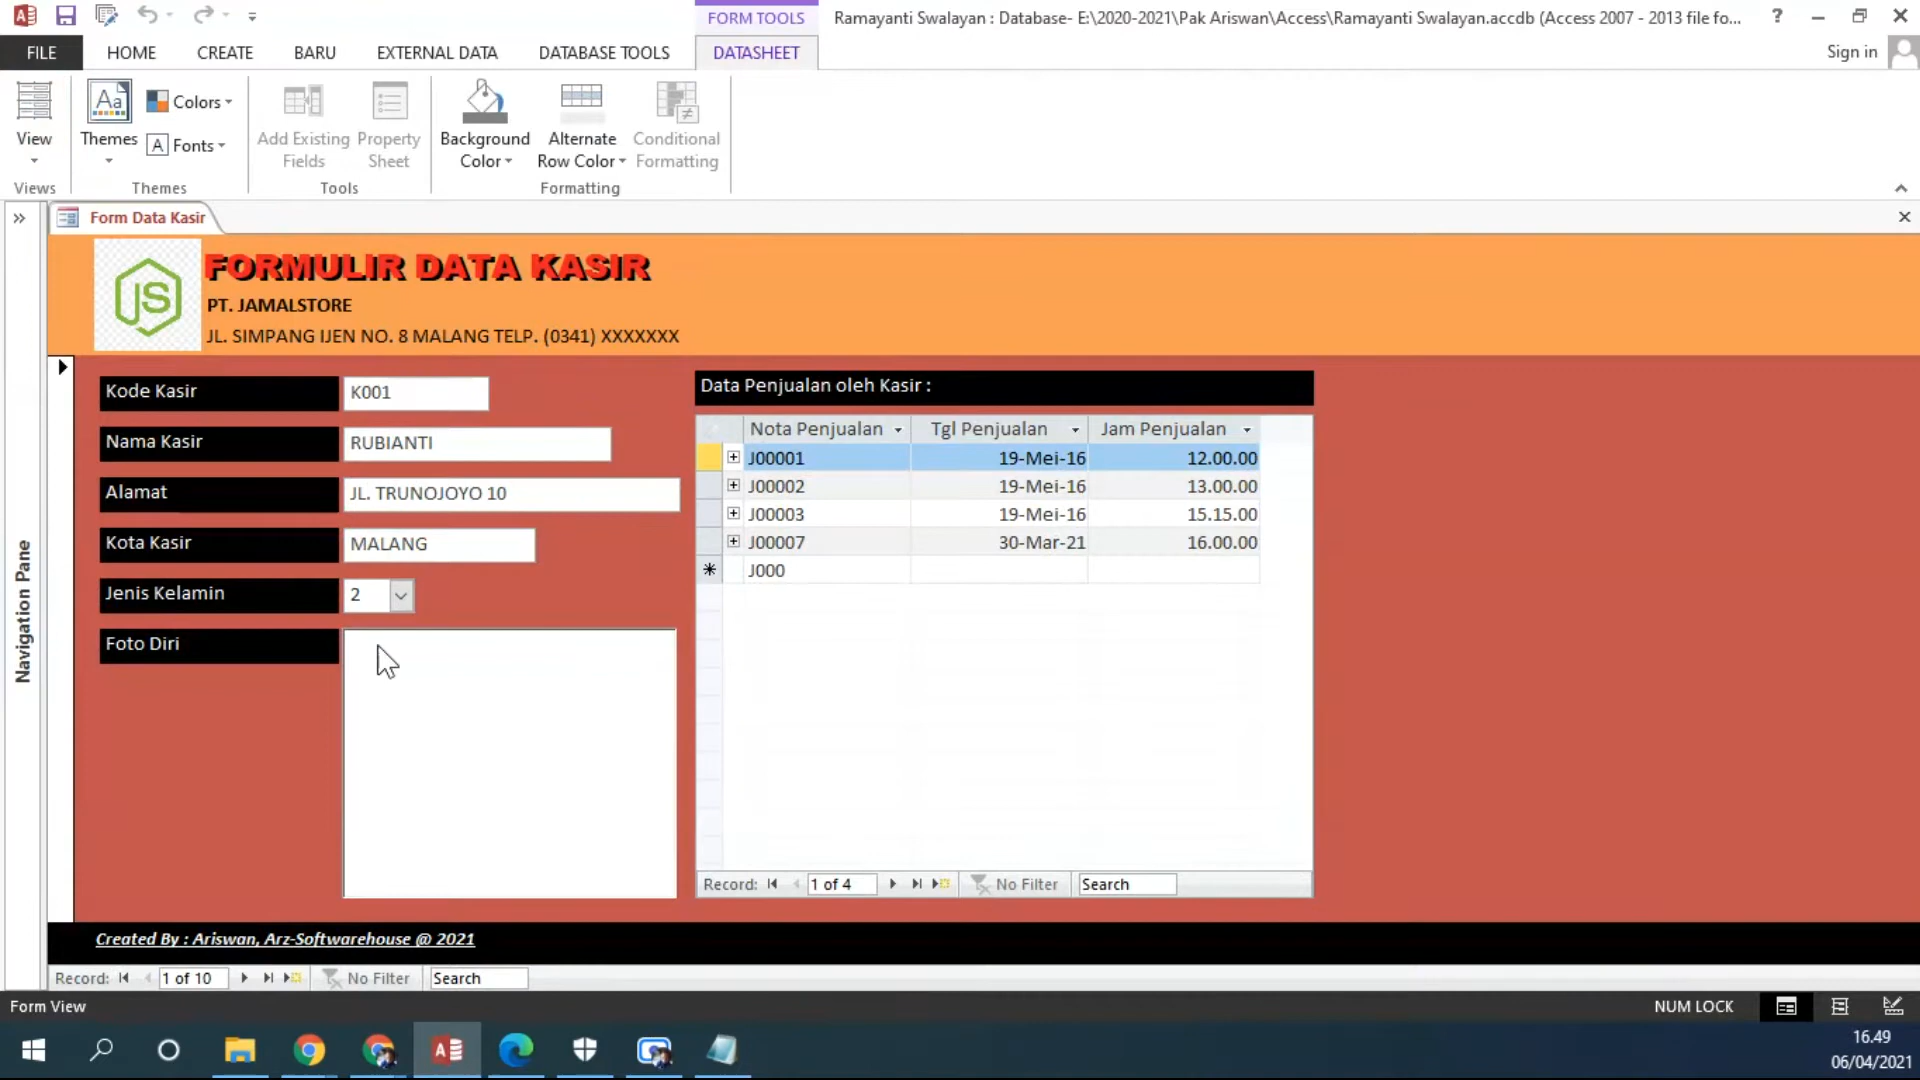 FORM TOOLS
Ramayanti Swalayan : Database- E:\2020-2021\Pak Ariswan\Access\Ramayanti Swalayan.accdb (Access 2007 - 2013 file fo...
?
FILE
HOME
CREATE
BARU
EXTERNAL DATA
DATABASE TOOLS
DATASHEET
Sign in
View
Aa
Themes
Colors
A Fonts
Add Existing
Fields
Property
Sheet
Background
Color
Alternate
Row Color
Conditional
Formatting
Views
Themes
Tools
Formatting
Form Data Kasir
JS
FORMULIR DATA KASIR
PT. JAMALSTORE
JL. SIMPANG IJEN NO. 8 MALANG TELP. (0341) XXXXXXX
Navigation Pane
Kode Kasir K001
Nama Kasir RUBIANTI
Alamat JL. TRUNOJOYO 10
Kota Kasir MALANG
Jenis Kelamin 2
Foto Diri
Data Penjualan oleh Kasir :
Nota Penjualan Tgl Penjualan Jam Penjualan
J00001 19-Mei-16 12.00.00
J00002 19-Mei-16 13.00.00
J00003 19-Mei-16 15.15.00
J00007 30-Mar-21 16.00.00
J000
Record: 1 of 4 No Filter Search
Created By : Ariswan, Arz-Softwarehouse @ 2021
Record: 1 of 10 No Filter Search
Form View
NUM LOCK
16.49
06/04/2021